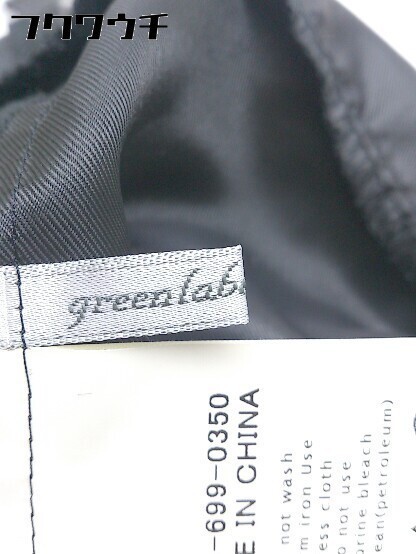 フクワウチ
greenlab
-699-0350
E IN CHINA
not wash
m iron Use
ess cloph
o not use
orine bleach
ean(petroleum)